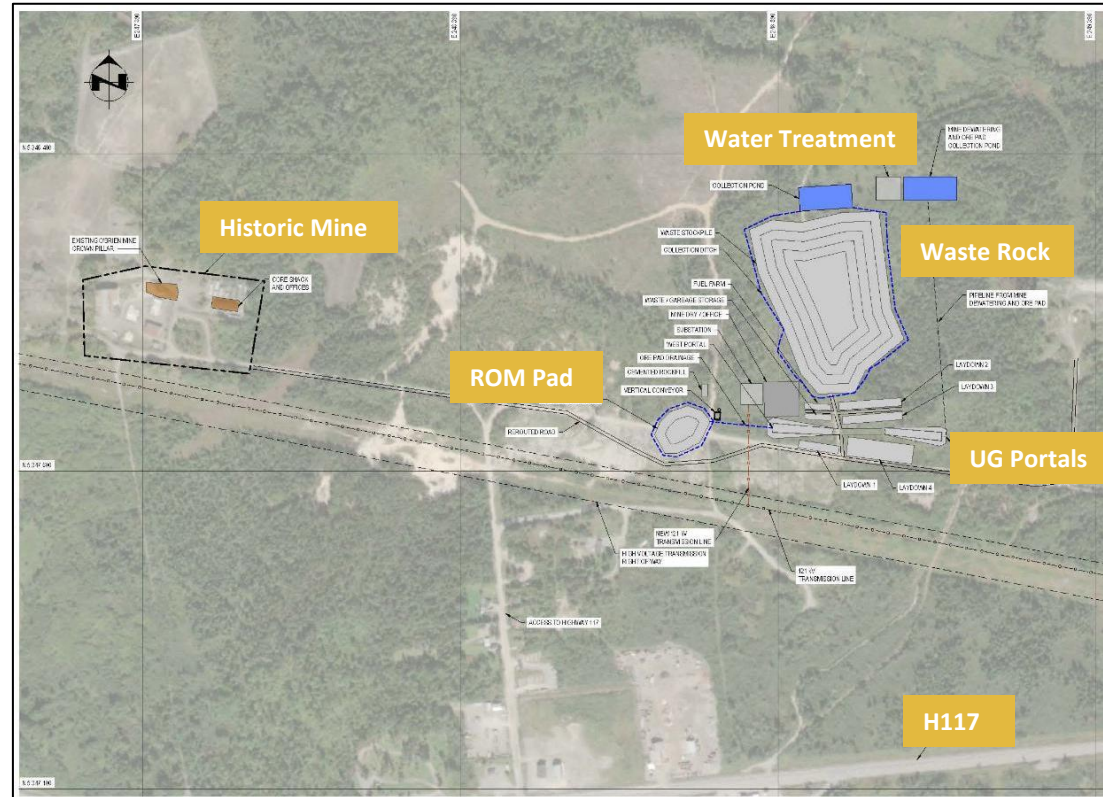 Water Treatment
MINE DEWATERING
AND ORE PAD
COLLECTION POND
COLLECTION POND
Historic Mine
Waste Rock
EXISTING O'BRIEN MINE
CROWN PILLAR
CORE SHACK
AND OFFICES
WASTE STOCKPILE
COLLECTION DITCH
FUEL FARM
WASTE / GARBAGE STORAGE
MINE DRY / OFFICE
SUBSTATION
WEST PORTAL
ORE PAD DRAINAGE
CEMENTED ROCKFILL
VERTICAL CONVEYOR
PIPELINE FROM MINE
DEWATERING AND ORE PAD
ROM Pad
LAYDOWN 2
LAYDOWN 3
REROUTED ROAD
UG Portals
LAYDOWN 1
LAYDOWN 4
NEW 121-kV
TRANSMISSION LINE
HIGH VOLTAGE TRANSMISSION
RIGHT OF WAY
TRANSMISSION LINE
ACCESS TO HIGHWAY 117
H117